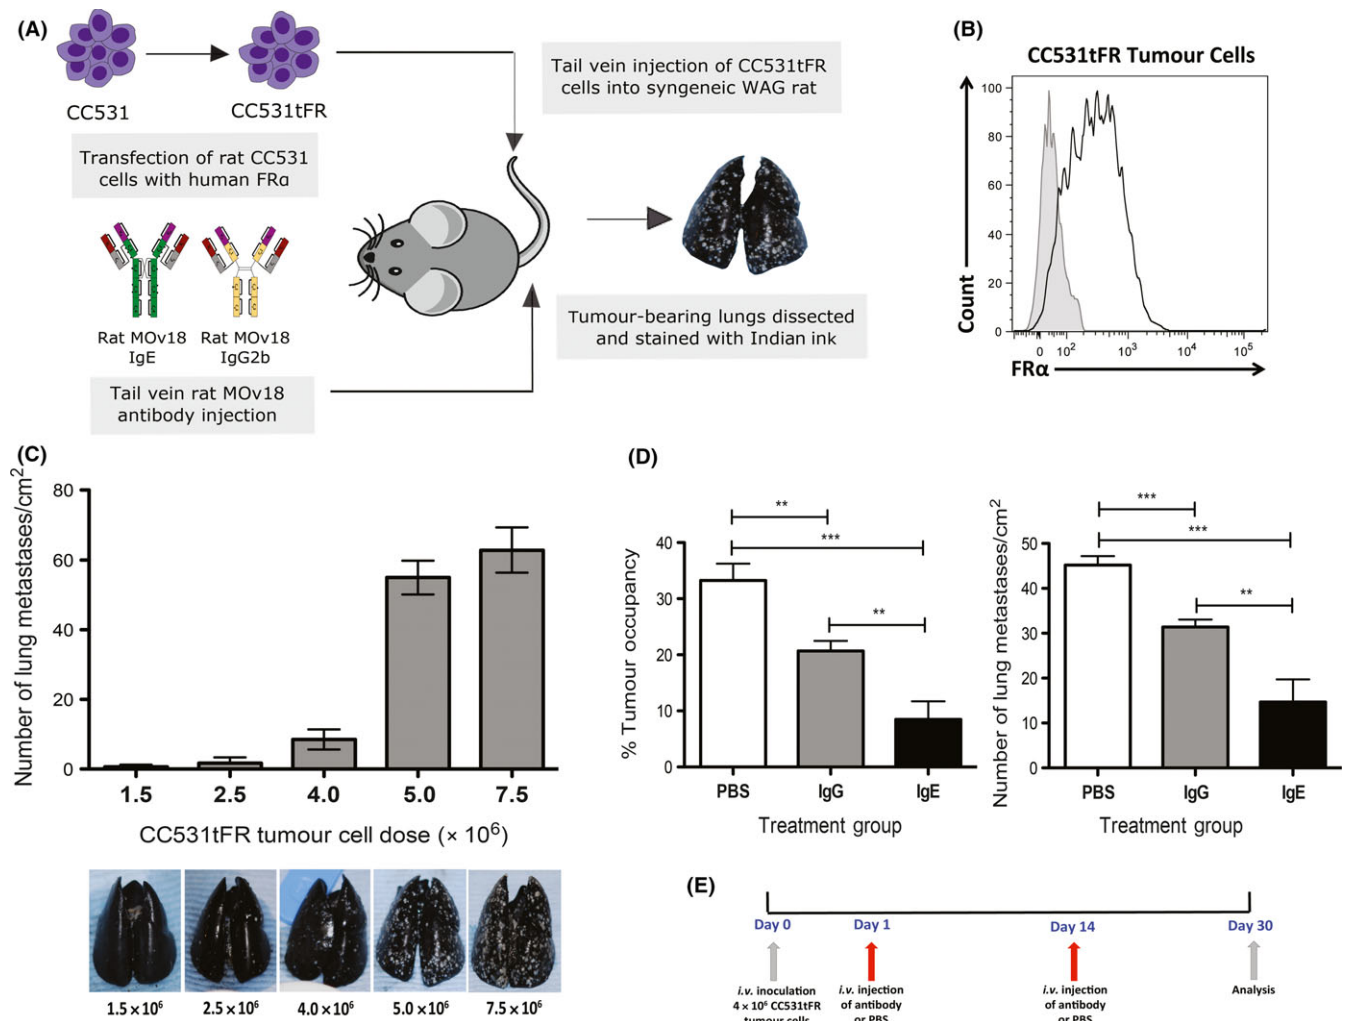 (A)
CC531
CC531tFR
Transfection of rat CC531
cells with human FRα
Rat MOv18
IgE
Rat MOv18
IgG2b
Tail vein rat MOv18
antibody injection
Tail vein injection of CC531tFR
cells into syngeneic WAG rat
Tumour-bearing lungs dissected
and stained with Indian ink
(B)
CC531tFR Tumour Cells
Count
100
80
60
40
20
0
0 10² 10³ 10⁴ 10⁵
FRα
(C)
Number of lung metastases/cm²
80
60
40
20
0
1.5 2.5 4.0 5.0 7.5
CC531tFR tumour cell dose (× 10⁶)
1.5×10⁶ 2.5×10⁶ 4.0×10⁶ 5.0×10⁶ 7.5×10⁶
(D)
% Tumour occupancy
40
30
20
10
0
**
***
**
PBS IgG IgE
Treatment group
Number of lung metastases/cm²
50
40
30
20
10
0
***
***
**
PBS IgG IgE
Treatment group
(E)
Day 0 Day 1 Day 14 Day 30
i.v. inoculation
4 × 10⁶ CC531tFR
tumour cells
i.v. injection
of antibody
or PBS
i.v. injection
of antibody
or PBS
Analysis